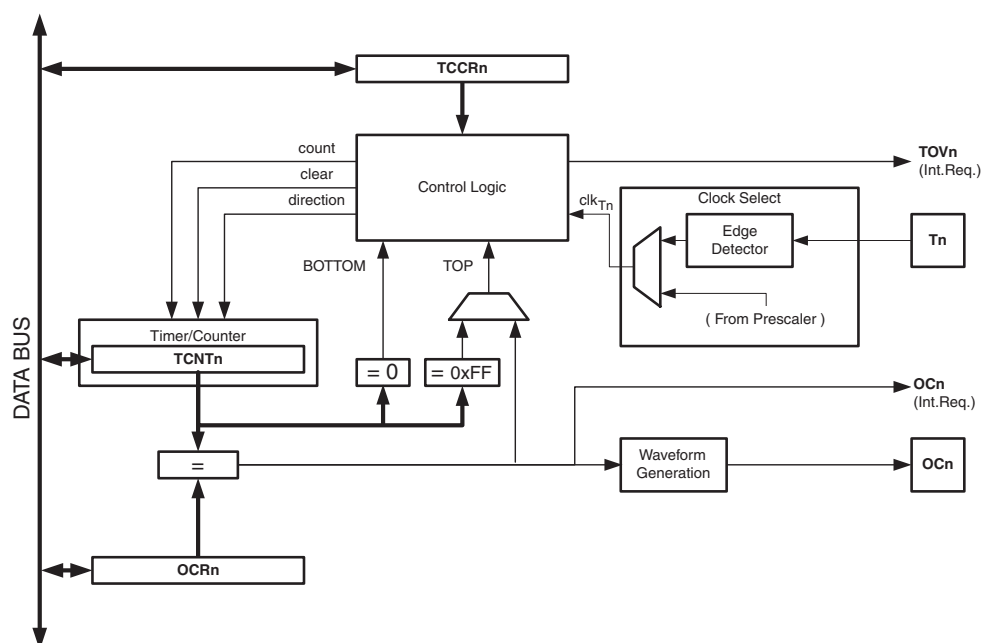 TCCRn
count
clear
direction
Control Logic
TOVn
(Int.Req.)
clkTn
Clock Select
Edge
Detector
Tn
( From Prescaler )
BOTTOM
TOP
DATA BUS
Timer/Counter
TCNTn
= 0
= 0xFF
OCn
(Int.Req.)
=
Waveform
Generation
OCn
OCRn